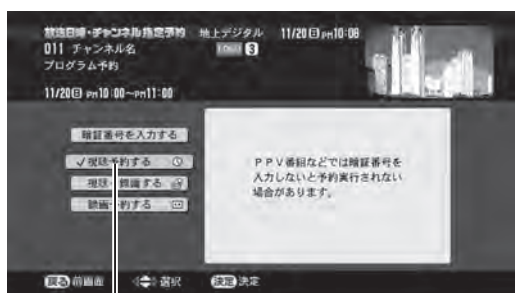 放送日時・チャンネル指定予約 地上デジタル 11/20 日 PM10:08
011 チャンネル名 3
プログラム予約
11/20 日 PM10:00~PM11:00
暗証番号を入力する
✓視聴予約する
視聴・録画する
録画予約する
PPV番組などでは暗証番号を
入力しないと予約実行されない
場合があります。
戻る 前画面 選択 決定 決定